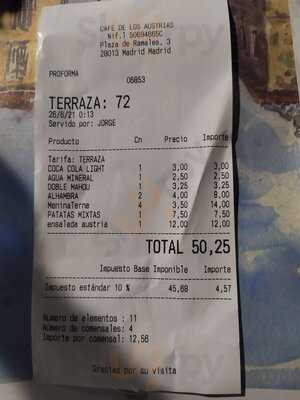 CAFE DE LOS AUSTRIAS
Nif.: 50694665C
Plaza de Ramales, 3
28013 Madrid Madrid
PROFORMA
06853
TERRAZA: 72
26/6/21 0:13
Servido por: JORGE
Producto Cn Precio Importe
Tarifa: TERRAZA
COCA COLA LIGHT 1 3,00 3,00
AGUA MINERAL 1 2,50 2,50
DOBLE MAHOU 1 3,25 3,25
ALHAMBRA 2 4,00 8,00
MeninaTerne 4 3,50 14,00
PATATAS MIXTAS 1 7,50 7,50
ensalada austria 1 12,00 12,00
TOTAL 50,25
Impuesto Base Imponible Importe
Impuesto estándar 10 % 45,68 4,57
Numero de elementos : 11
Número de comensales: 4
Importe por comensal: 12,56
Gracias por su visita